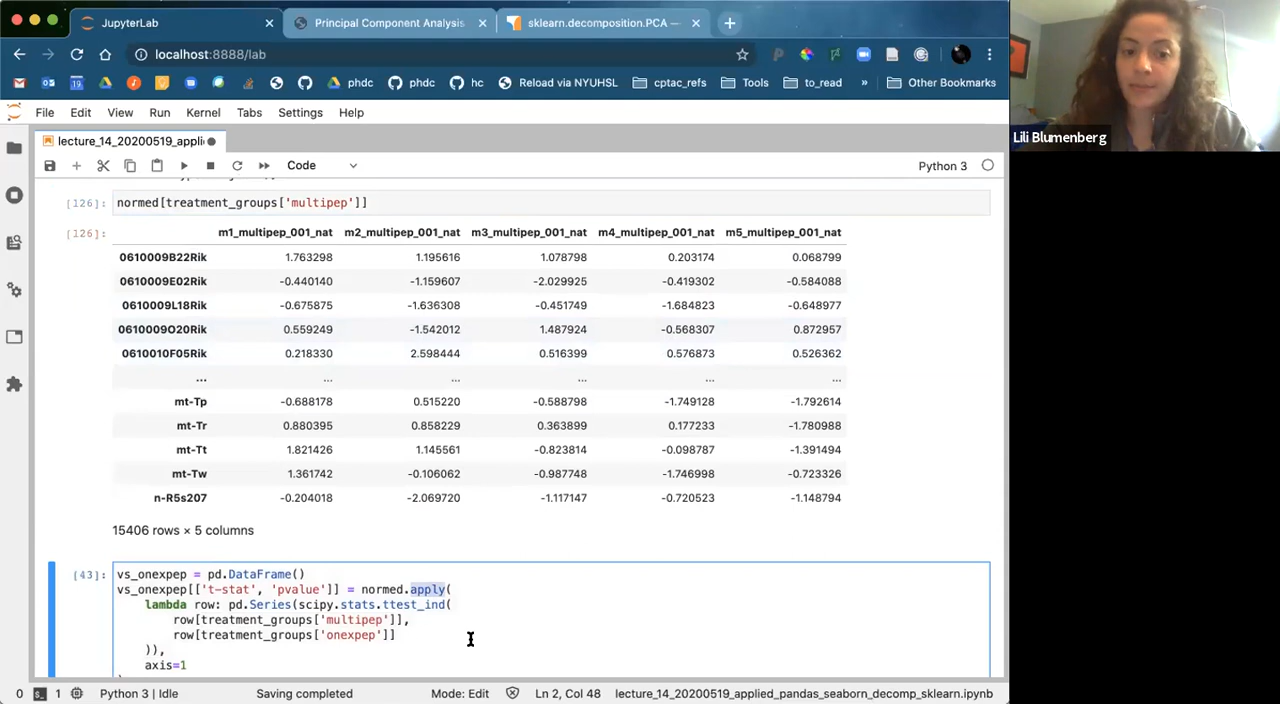 JupyterLab
Principal Component Analysis
sklearn.decomposition.PCA —
localhost:8888/lab
phdc
phdc
hc
Reload via NYUHSL
cptac_refs
Tools
to_read
»
Other Bookmarks
File Edit View Run Kernel Tabs Settings Help
lecture_14_20200519_appli
Code
Python 3
[126]: normed[treatment_groups['multipep']]
[126]: m1_multipep_001_nat m2_multipep_001_nat m3_multipep_001_nat m4_multipep_001_nat m5_multipep_001_nat
0610009B22Rik 1.763298 1.195616 1.078798 0.203174 0.068799
0610009E02Rik -0.440140 -1.159607 -2.029925 -0.419302 -0.584088
0610009L18Rik -0.675875 -1.636308 -0.451749 -1.684823 -0.648977
0610009O20Rik 0.559249 -1.542012 1.487924 -0.568307 0.872957
0610010F05Rik 0.218330 2.598444 0.516399 0.576873 0.526362
... ... ... ... ... ...
mt-Tp -0.688178 0.515220 -0.588798 -1.749128 -1.792614
mt-Tr 0.880395 0.858229 0.363899 0.177233 -1.780988
mt-Tt 1.821426 1.145561 -0.823814 -0.098787 -1.391494
mt-Tw 1.361742 -0.106062 -0.987748 -1.746998 -0.723326
n-R5s207 -0.204018 -2.069720 -1.117147 -0.720523 -1.148794
15406 rows × 5 columns
[43]: vs_onexpep = pd.DataFrame()
vs_onexpep[['t-stat', 'pvalue']] = normed.apply(
lambda row: pd.Series(scipy.stats.ttest_ind(
row[treatment_groups['multipep']],
row[treatment_groups['onexpep']]
)),
axis=1
0 1 Python 3 | Idle Saving completed Mode: Edit Ln 2, Col 48 lecture_14_20200519_applied_pandas_seaborn_decomp_sklearn.ipynb
Lili Blumenberg